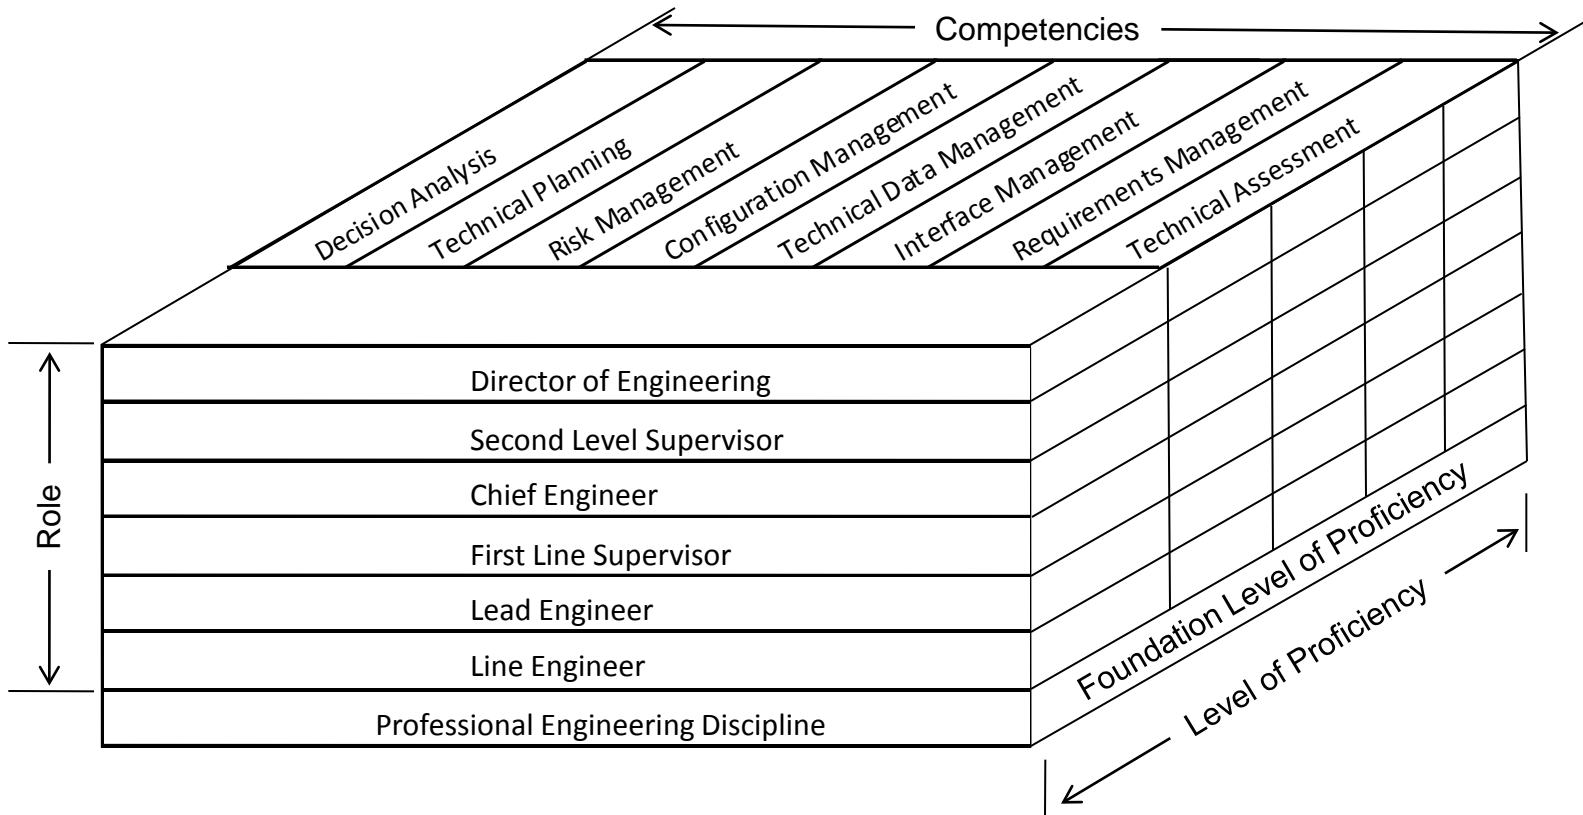 Competencies
Decision Analysis
Technical Planning
Risk Management
Configuration Management
Technical Data Management
Interface Management
Requirements Management
Technical Assessment
Role
Director of Engineering
Second Level Supervisor
Chief Engineer
First Line Supervisor
Lead Engineer
Line Engineer
Professional Engineering Discipline
Foundation Level of Proficiency
Level of Proficiency